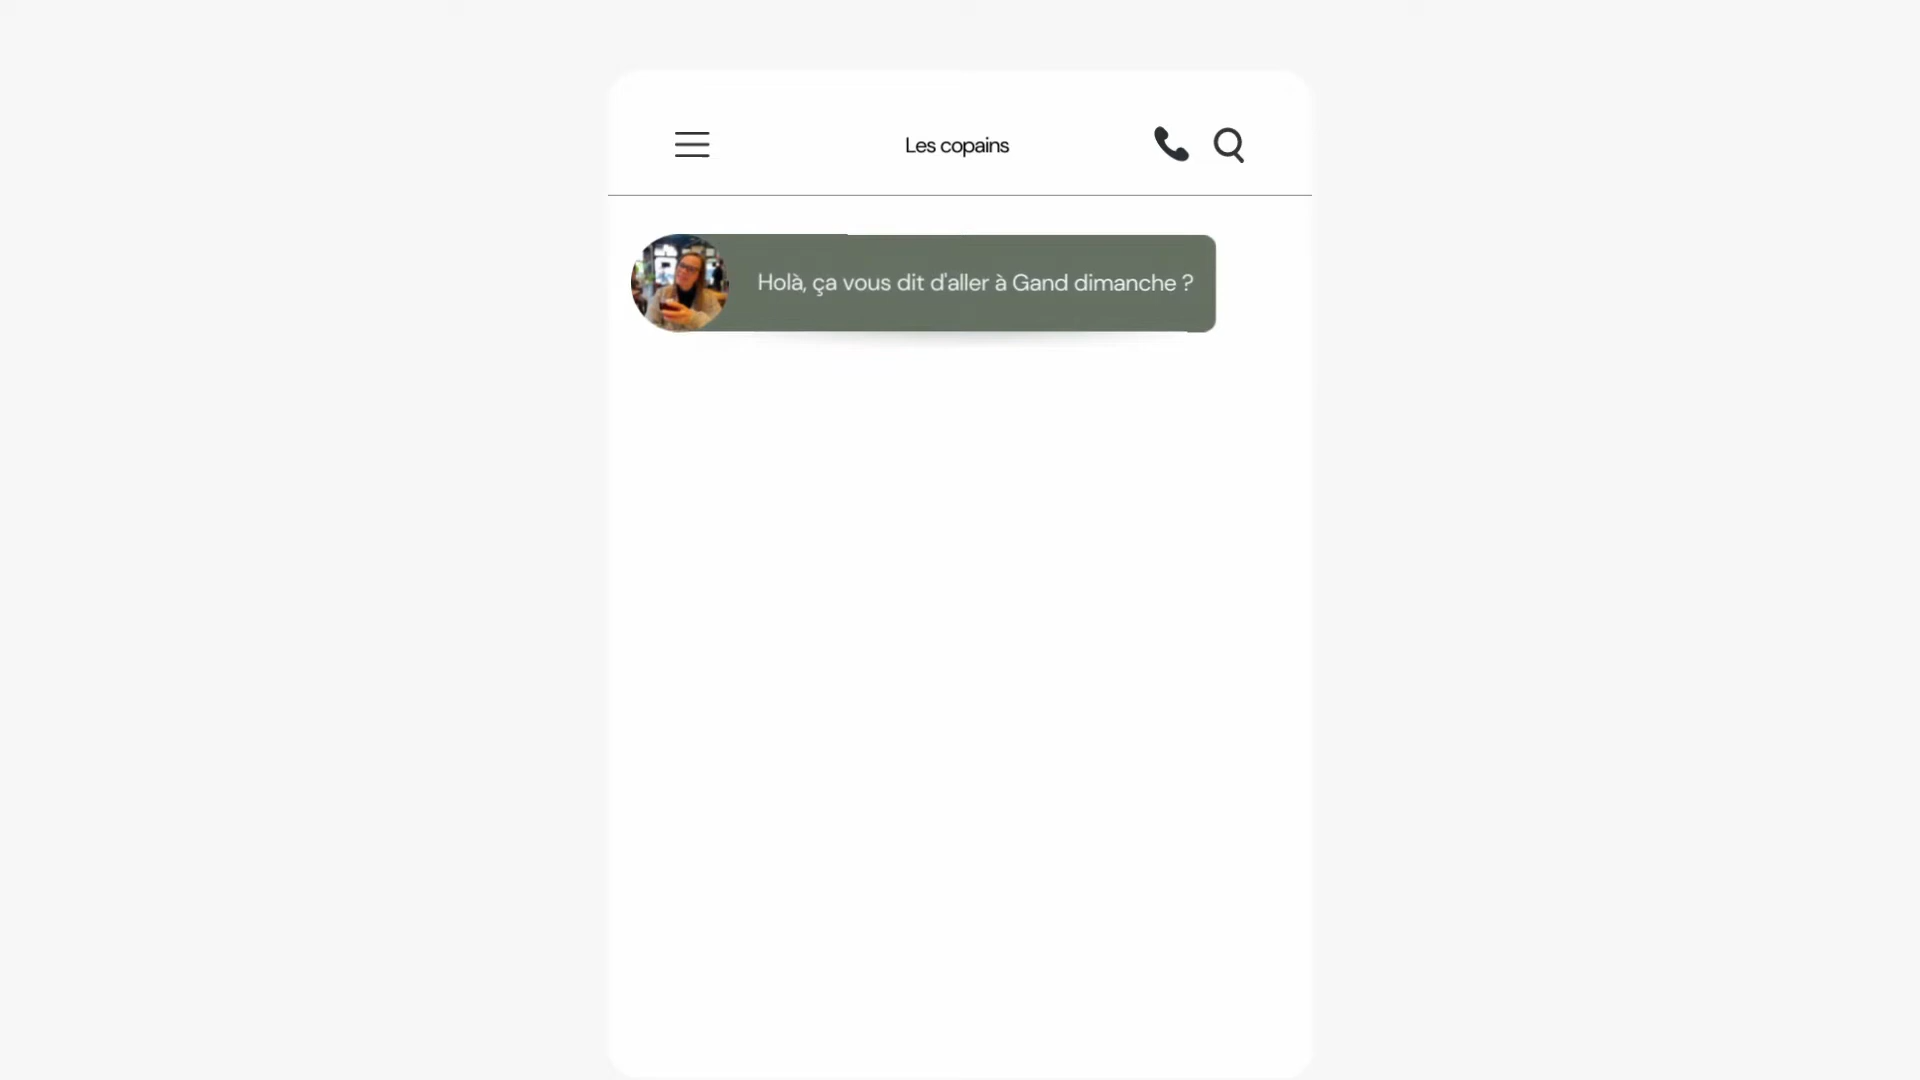 Les copains
Holà, ça vous dit d'aller à Gand dimanche ?